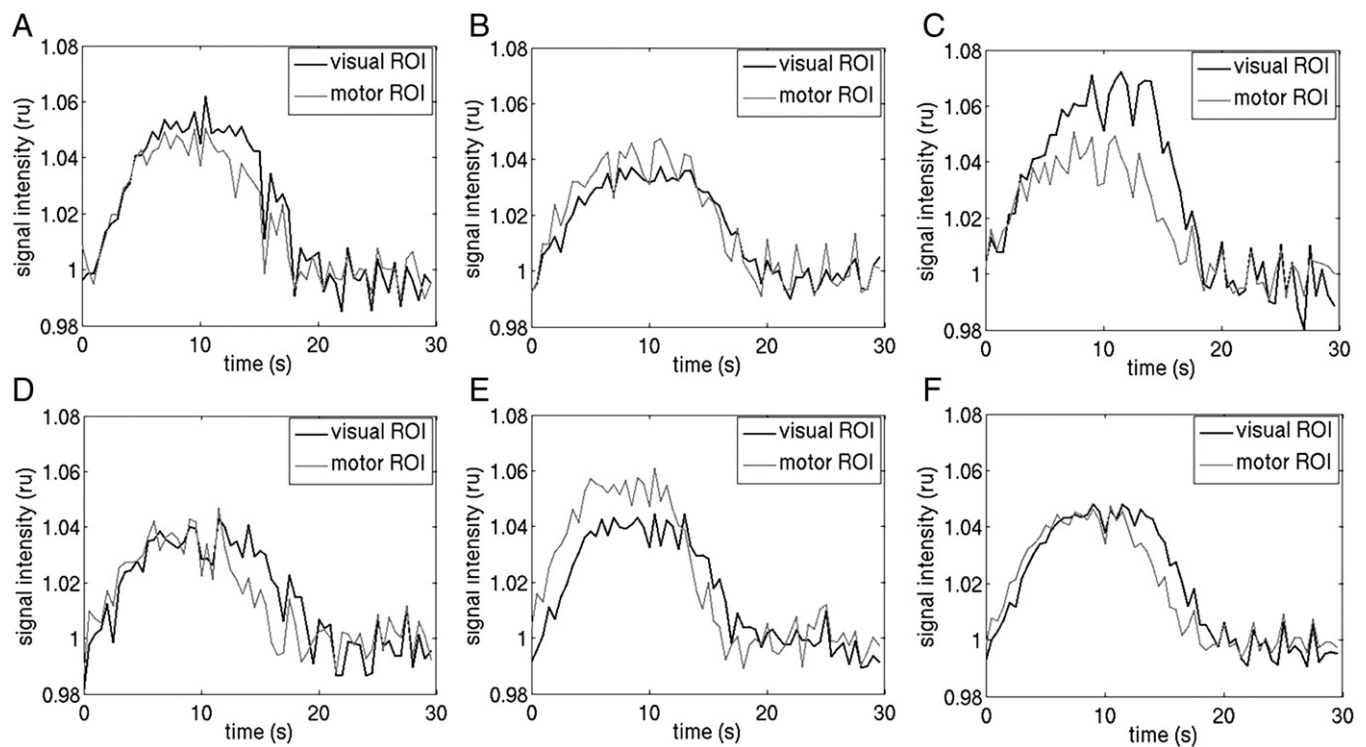 A
1.08
1.06
1.04
1.02
1
0.98
signal intensity (ru)
visual ROI
motor ROI
0
10
20
30
time (s)
B
1.08
1.06
1.04
1.02
1
0.98
signal intensity (ru)
visual ROI
motor ROI
0
10
20
30
time (s)
C
1.08
1.06
1.04
1.02
1
0.98
signal intensity (ru)
visual ROI
motor ROI
0
10
20
30
time (s)
D
1.08
1.06
1.04
1.02
1
0.98
signal intensity (ru)
visual ROI
motor ROI
0
10
20
30
time (s)
E
1.08
1.06
1.04
1.02
1
0.98
signal intensity (ru)
visual ROI
motor ROI
0
10
20
30
time (s)
F
1.08
1.06
1.04
1.02
1
0.98
signal intensity (ru)
visual ROI
motor ROI
0
10
20
30
time (s)